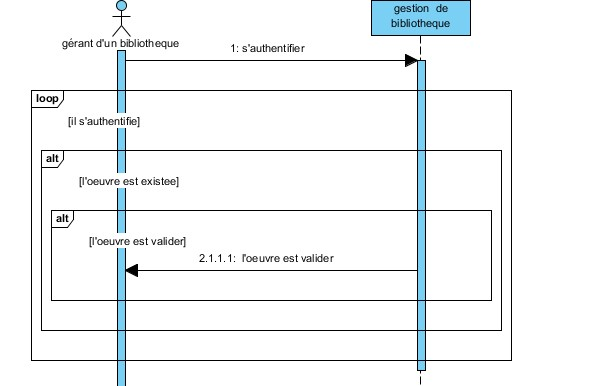 gestion de
bibliotheque
gérant d'un bibliotheque
1: s'authentifier
loop
[il s'authentifie]
alt
[l'oeuvre est existee]
alt
[l'oeuvre est valider]
2.1.1.1: l'oeuvre est valider